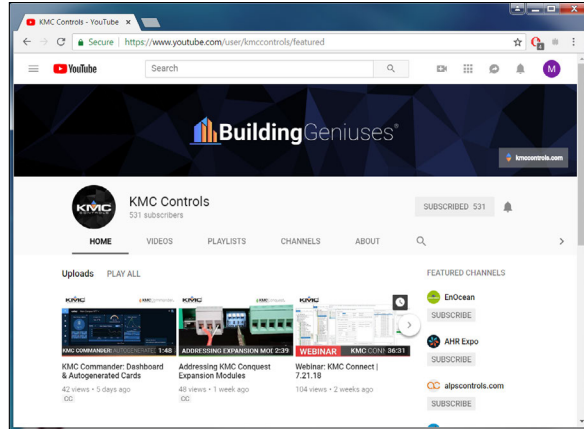 KMC Controls - YouTube
Secure | https://www.youtube.com/user/kmccontrols/featured
YouTube
Search
M
BuildingGeniuses®
kmccontrols.com
KMC
CONTROLS
KMC Controls
531 subscribers
SUBSCRIBED 531
HOME VIDEOS PLAYLISTS CHANNELS ABOUT
Uploads PLAY ALL
FEATURED CHANNELS
EnOcean
SUBSCRIBE
AHR Expo
SUBSCRIBE
alpscontrols.com
SUBSCRIBE
KMC
KMC
KMC
KMC COMMANDER: 1:48
ADDRESSING EXPANSION MO 2:39
WEBINAR KMC CON 36:31
KMC Commander: Dashboard
& Autogenerated Cards
42 views • 5 days ago
CC
Addressing KMC Conquest
Expansion Modules
48 views • 1 week ago
CC
Webinar: KMC Connect |
7.21.18
104 views • 2 weeks ago